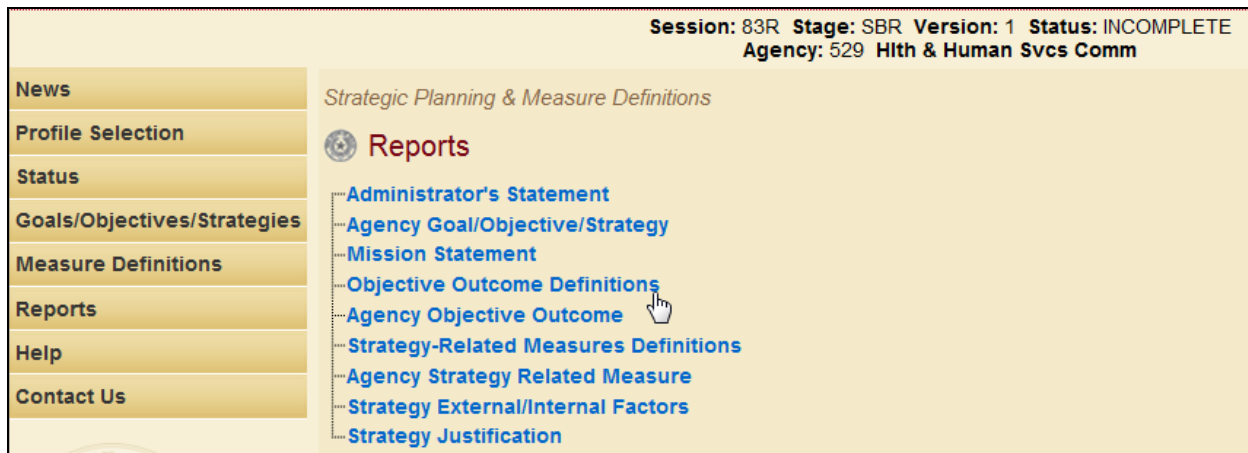 Session: 83R Stage: SBR Version: 1 Status: INCOMPLETE
Agency: 529 Hlth & Human Svcs Comm
News
Profile Selection
Status
Goals/Objectives/Strategies
Measure Definitions
Reports
Help
Contact Us
Strategic Planning & Measure Definitions
Reports
Administrator's Statement
Agency Goal/Objective/Strategy
Mission Statement
Objective Outcome Definitions
Agency Objective Outcome
Strategy-Related Measures Definitions
Agency Strategy Related Measure
Strategy External/Internal Factors
Strategy Justification